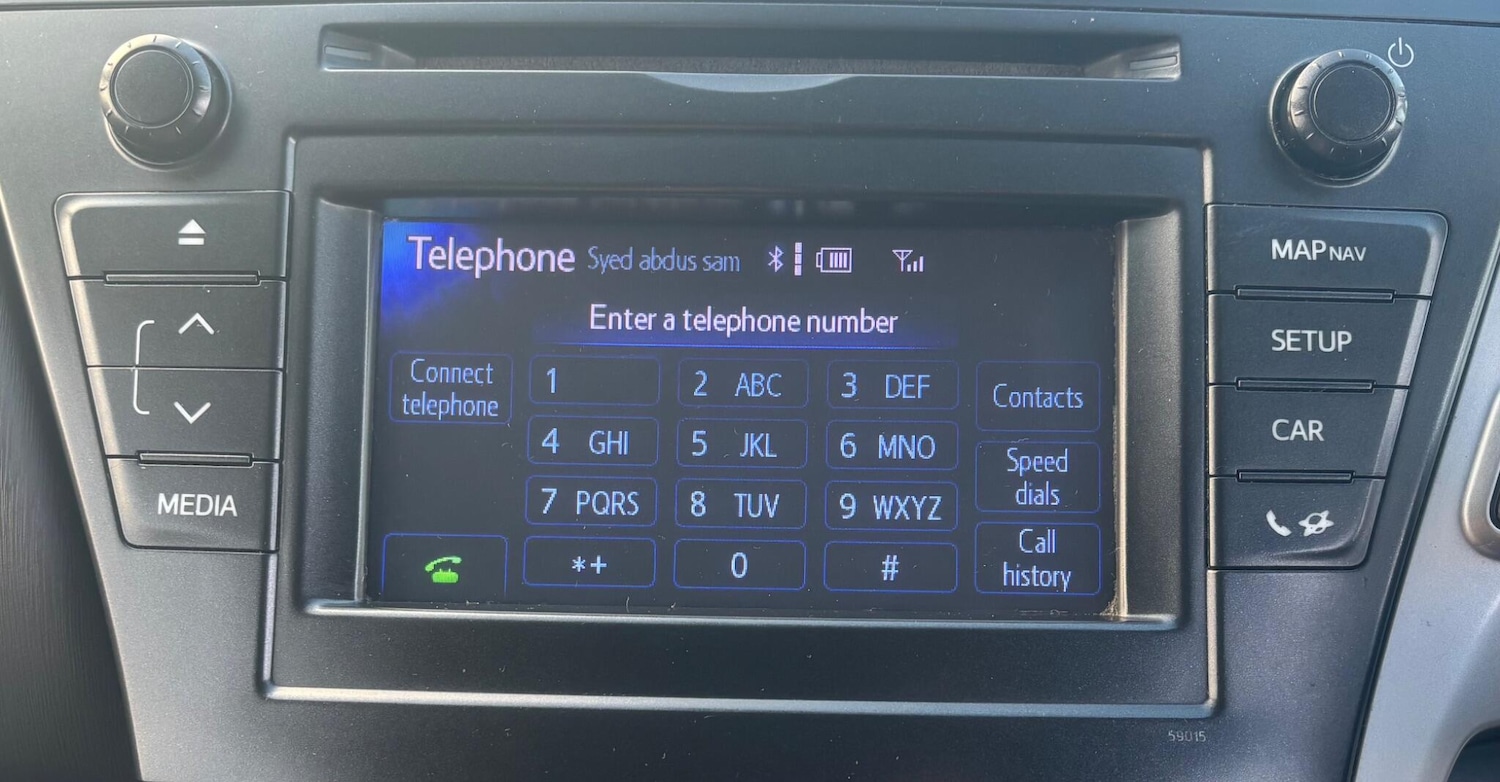 Telephone Syed abdus sam
MAP NAV
Enter a telephone number
SETUP
Connect
telephone
1
2 ABC
3 DEF
Contacts
4 GHI
5 JKL
6 MNO
CAR
Speed
dials
MEDIA
7 PQRS
8 TUV
9 WXYZ
*+
0
#
Call
history
59015